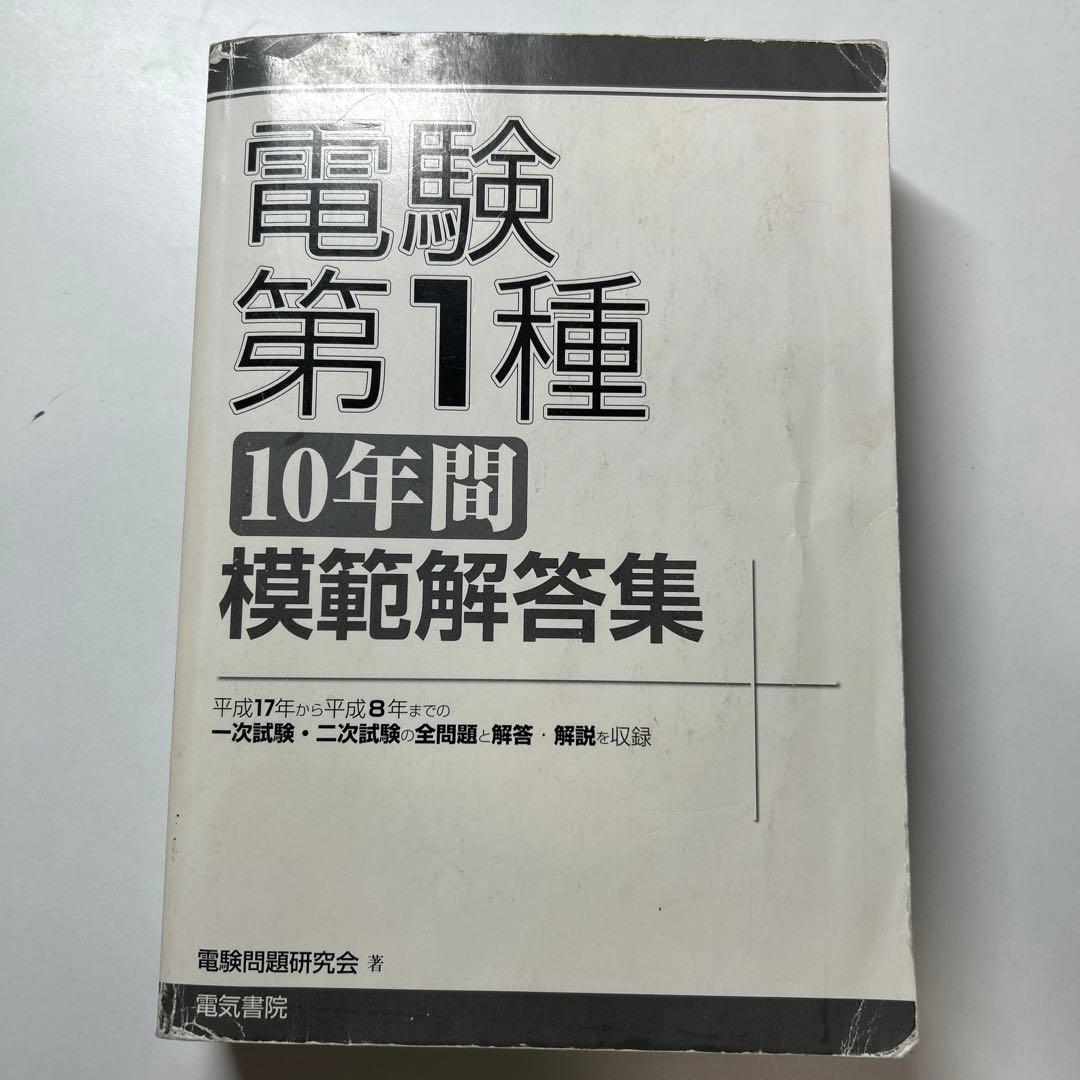 電験
第1種
10年間
模範解答集
平成17年から平成8年までの
一次試験・二次試験の全問題と解答・解説を収録
電験問題研究会 著
電気書院